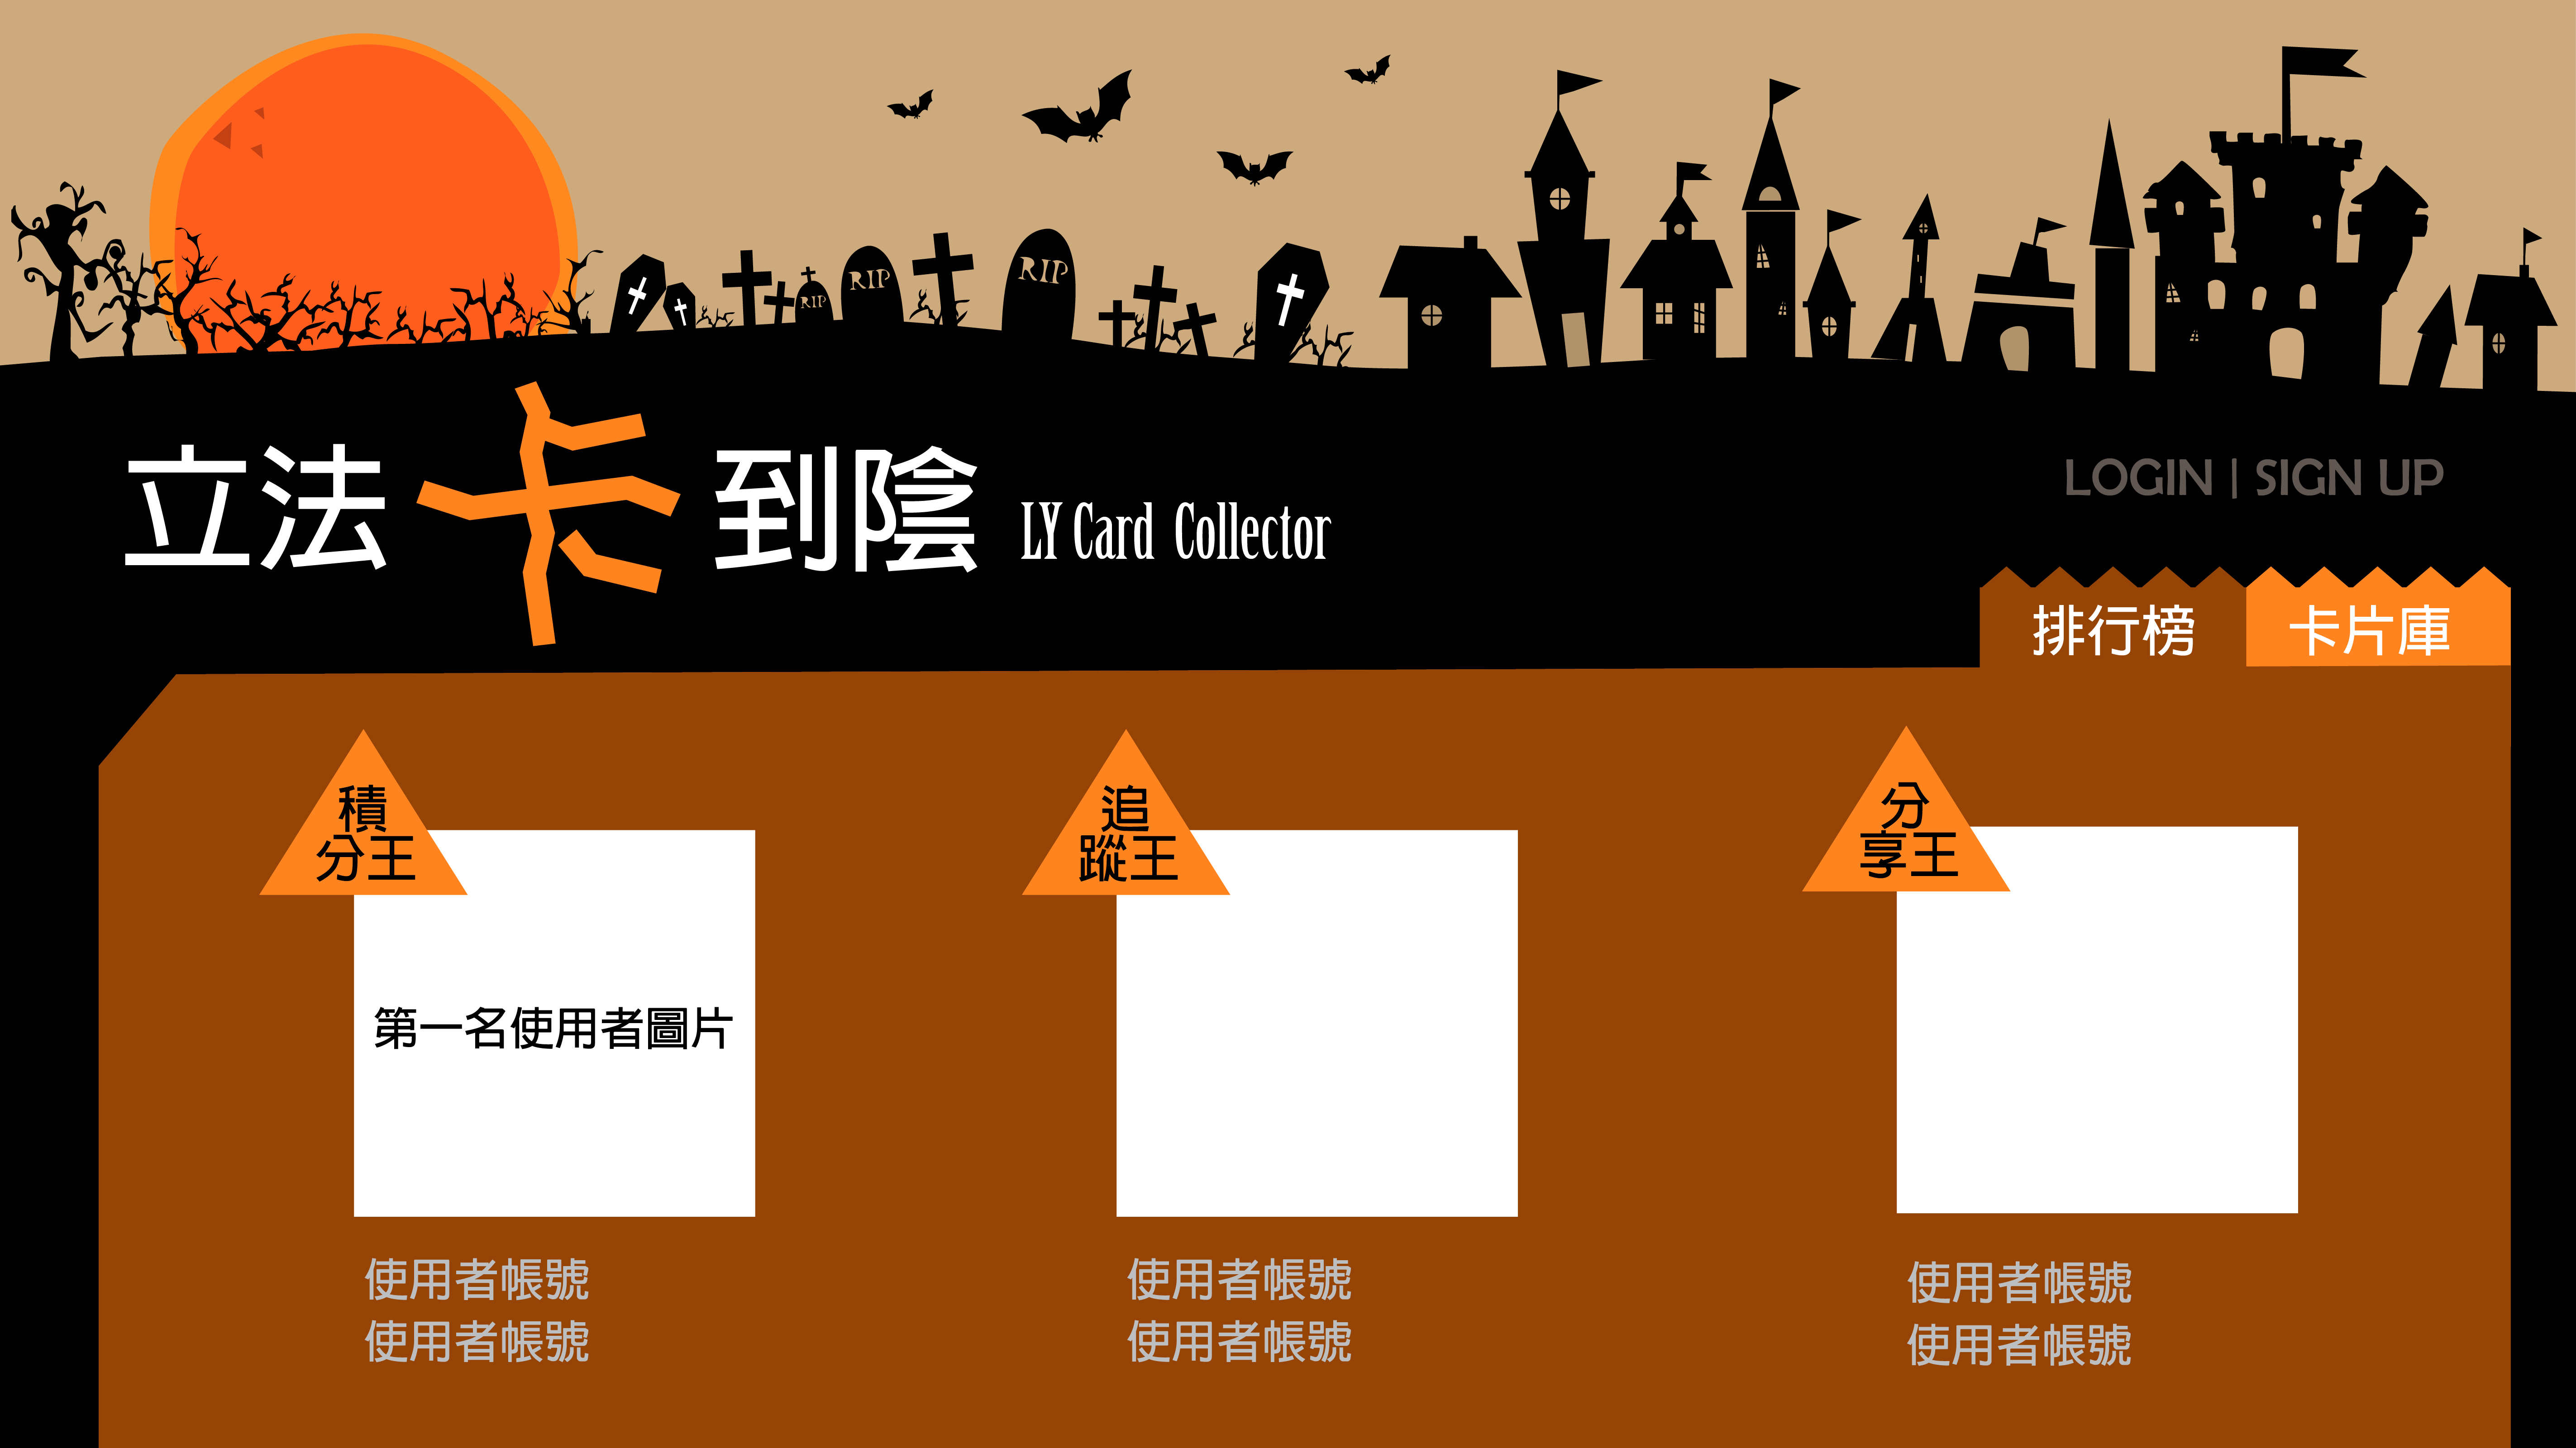 RIP
RIP
RIP
立法卡到陰 LY Card Collector
LOGIN | SIGN UP
排行榜
卡片庫
積
分王
追
蹤王
分
享王
第一名使用者圖片
使用者帳號
使用者帳號
使用者帳號
使用者帳號
使用者帳號
使用者帳號